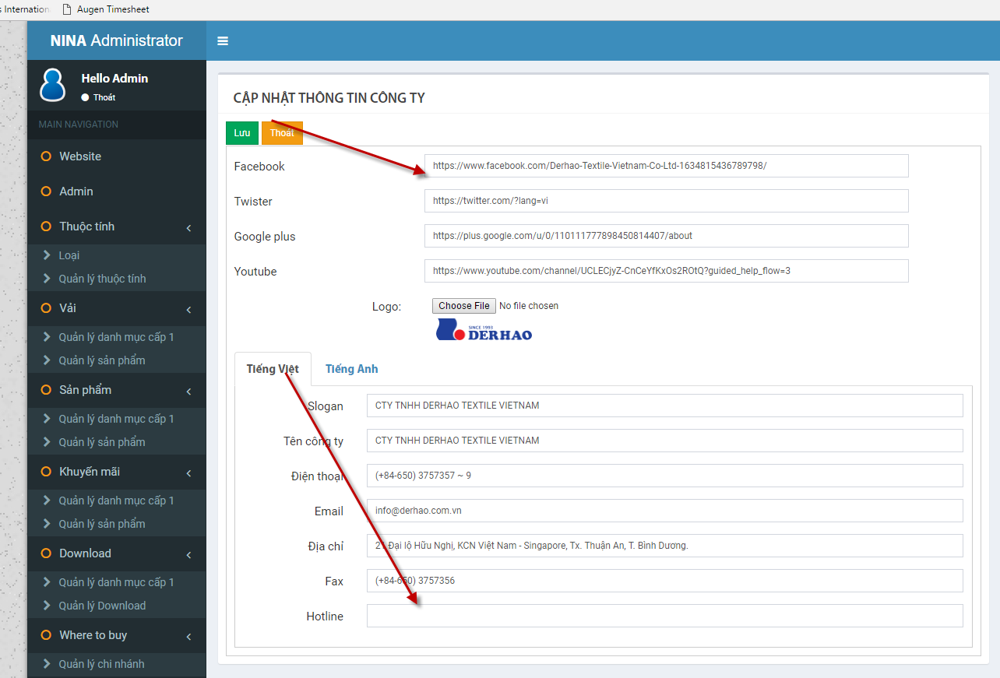 s Internation
Augen Timesheet
NINA Administrator
Hello Admin
Thoát
MAIN NAVIGATION
Website
Admin
Thuộc tính
Loại
Quản lý thuộc tính
Vải
Quản lý danh mục cấp 1
Quản lý sản phẩm
Sản phẩm
Quản lý danh mục cấp 1
Quản lý sản phẩm
Khuyến mãi
Quản lý danh mục cấp 1
Quản lý sản phẩm
Download
Quản lý danh mục cấp 1
Quản lý Download
Where to buy
Quản lý chi nhánh
CẬP NHẬT THÔNG TIN CÔNG TY
Lưu Thoát
Facebook https://www.facebook.com/Derhao-Textile-Vietnam-Co-Ltd-1634815436789798/
Twister https://twitter.com/?lang=vi
Google plus https://plus.google.com/u/0/110111777898450814407/about
Youtube https://www.youtube.com/channel/UCLECjyZ-CnCeYfKxOs2ROtQ?guided_help_flow=3
Logo: Choose File No file chosen
SINCE 1993
DERHAO
Tiếng Việt Tiếng Anh
Slogan CTY TNHH DERHAO TEXTILE VIETNAM
Tên công ty CTY TNHH DERHAO TEXTILE VIETNAM
Điện thoại (+84-650) 3757357 ~ 9
Email info@derhao.com.vn
Địa chỉ Đại lộ Hữu Nghị, KCN Việt Nam - Singapore, Tx. Thuận An, T. Bình Dương.
Fax (+84-650) 3757356
Hotline